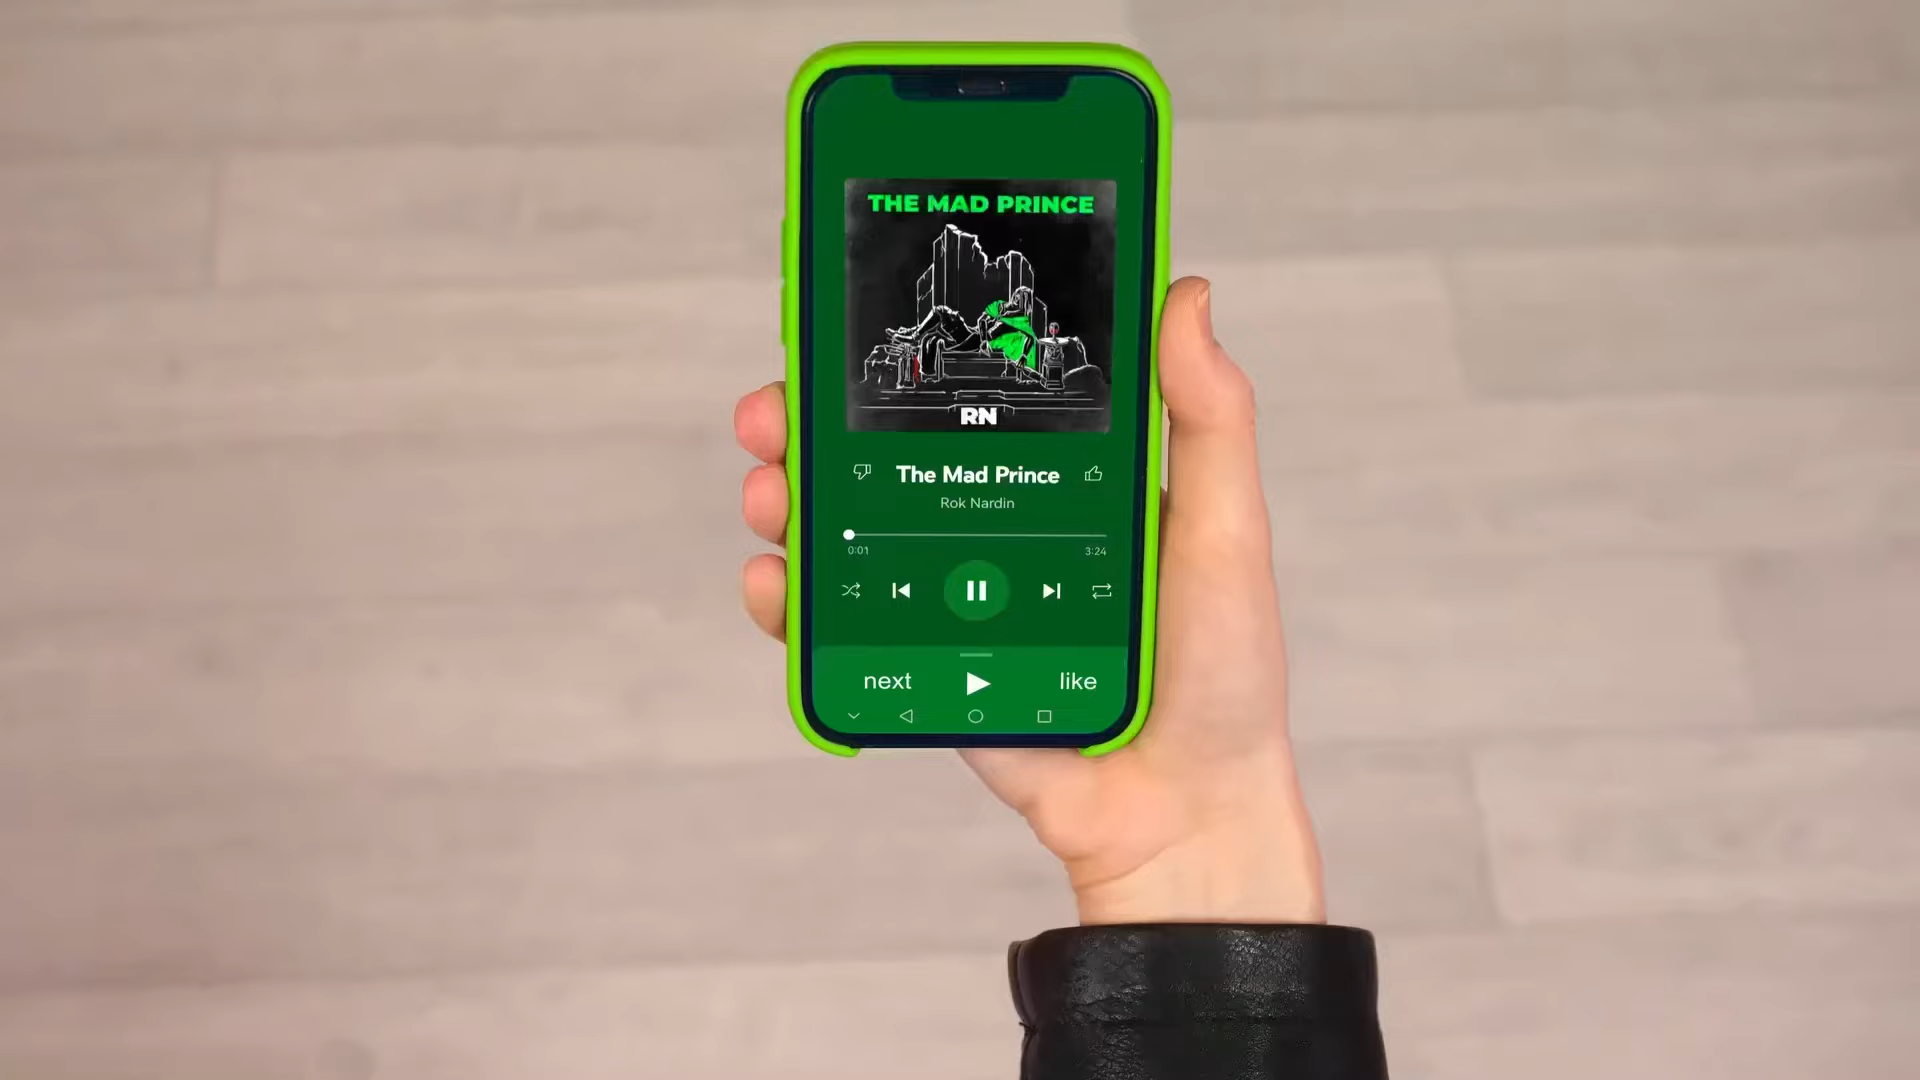 THE MAD PRINCE
RN
The Mad Prince
Rok Nardin
0:01 3:24
next like